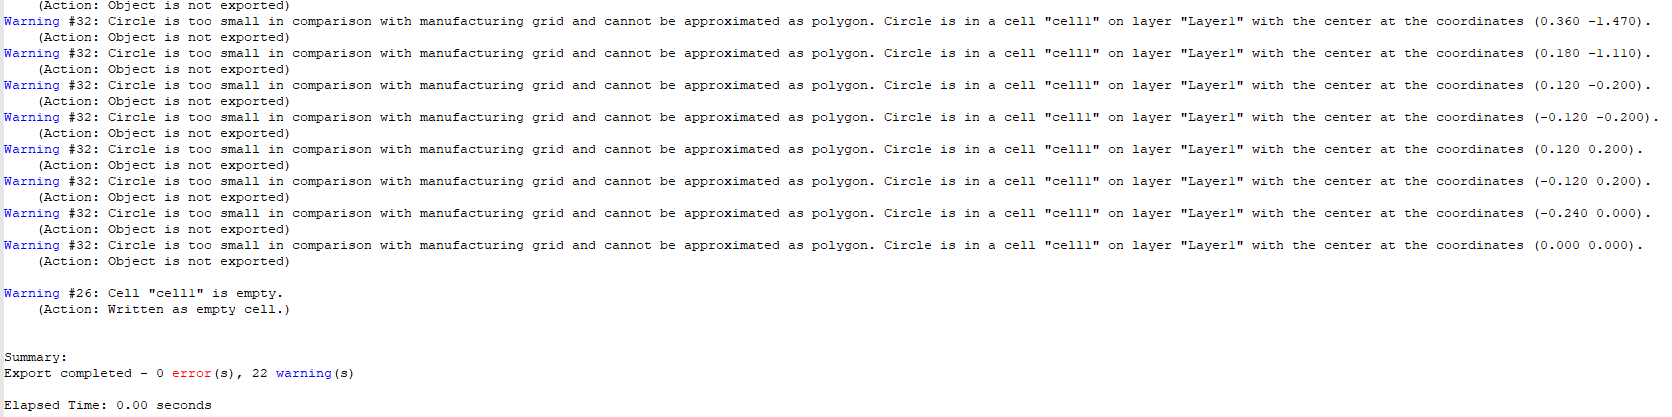 (Action: Object is not exported)
Warning #32: Circle is too small in comparison with manufacturing grid and cannot be approximated as polygon. Circle is in a cell "cell1" on layer "Layer1" with the center at the coordinates (0.360 -1.470).
(Action: Object is not exported)
Warning #32: Circle is too small in comparison with manufacturing grid and cannot be approximated as polygon. Circle is in a cell "cell1" on layer "Layer1" with the center at the coordinates (0.180 -1.110).
(Action: Object is not exported)
Warning #32: Circle is too small in comparison with manufacturing grid and cannot be approximated as polygon. Circle is in a cell "cell1" on layer "Layer1" with the center at the coordinates (0.120 -0.200).
(Action: Object is not exported)
Warning #32: Circle is too small in comparison with manufacturing grid and cannot be approximated as polygon. Circle is in a cell "cell1" on layer "Layer1" with the center at the coordinates (-0.120 -0.200).
(Action: Object is not exported)
Warning #32: Circle is too small in comparison with manufacturing grid and cannot be approximated as polygon. Circle is in a cell "cell1" on layer "Layer1" with the center at the coordinates (0.120 0.200).
(Action: Object is not exported)
Warning #32: Circle is too small in comparison with manufacturing grid and cannot be approximated as polygon. Circle is in a cell "cell1" on layer "Layer1" with the center at the coordinates (-0.120 0.200).
(Action: Object is not exported)
Warning #32: Circle is too small in comparison with manufacturing grid and cannot be approximated as polygon. Circle is in a cell "cell1" on layer "Layer1" with the center at the coordinates (-0.240 0.000).
(Action: Object is not exported)
Warning #32: Circle is too small in comparison with manufacturing grid and cannot be approximated as polygon. Circle is in a cell "cell1" on layer "Layer1" with the center at the coordinates (0.000 0.000).
(Action: Object is not exported)
Warning #26: Cell "cell1" is empty.
(Action: Written as empty cell.)
Summary:
Export completed - 0 error(s), 22 warning(s)
Elapsed Time: 0.00 seconds